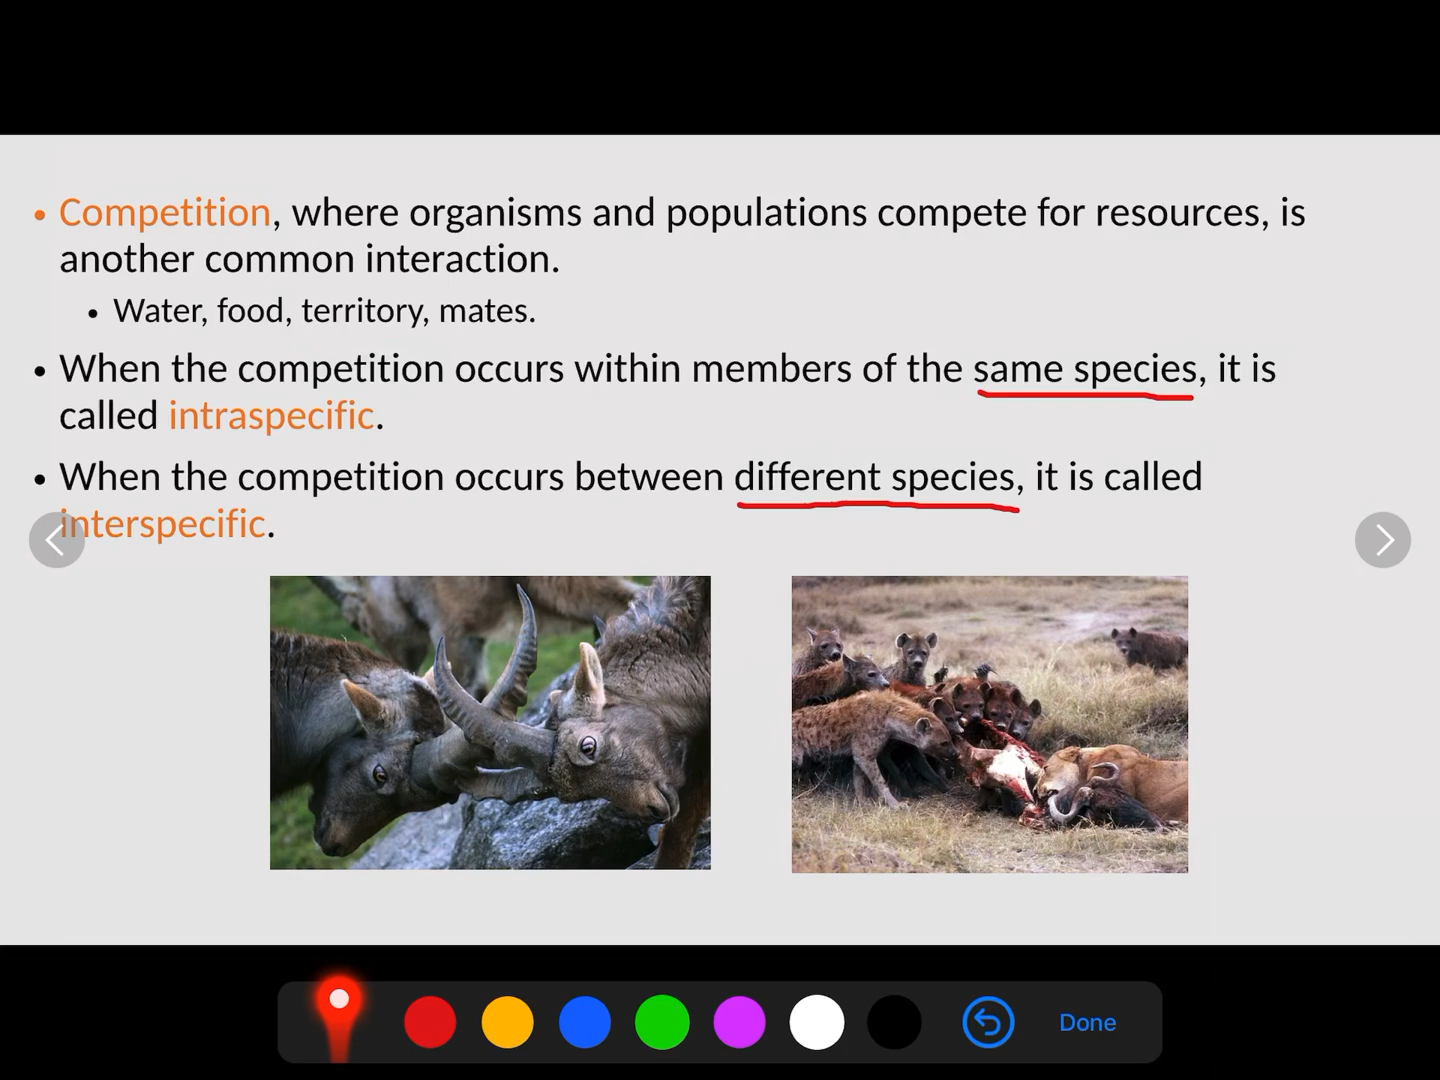 • Competition, where organisms and populations compete for resources, is
another common interaction.
• Water, food, territory, mates.
• When the competition occurs within members of the same species, it is
called intraspecific.
• When the competition occurs between different species, it is called
interspecific.
Done